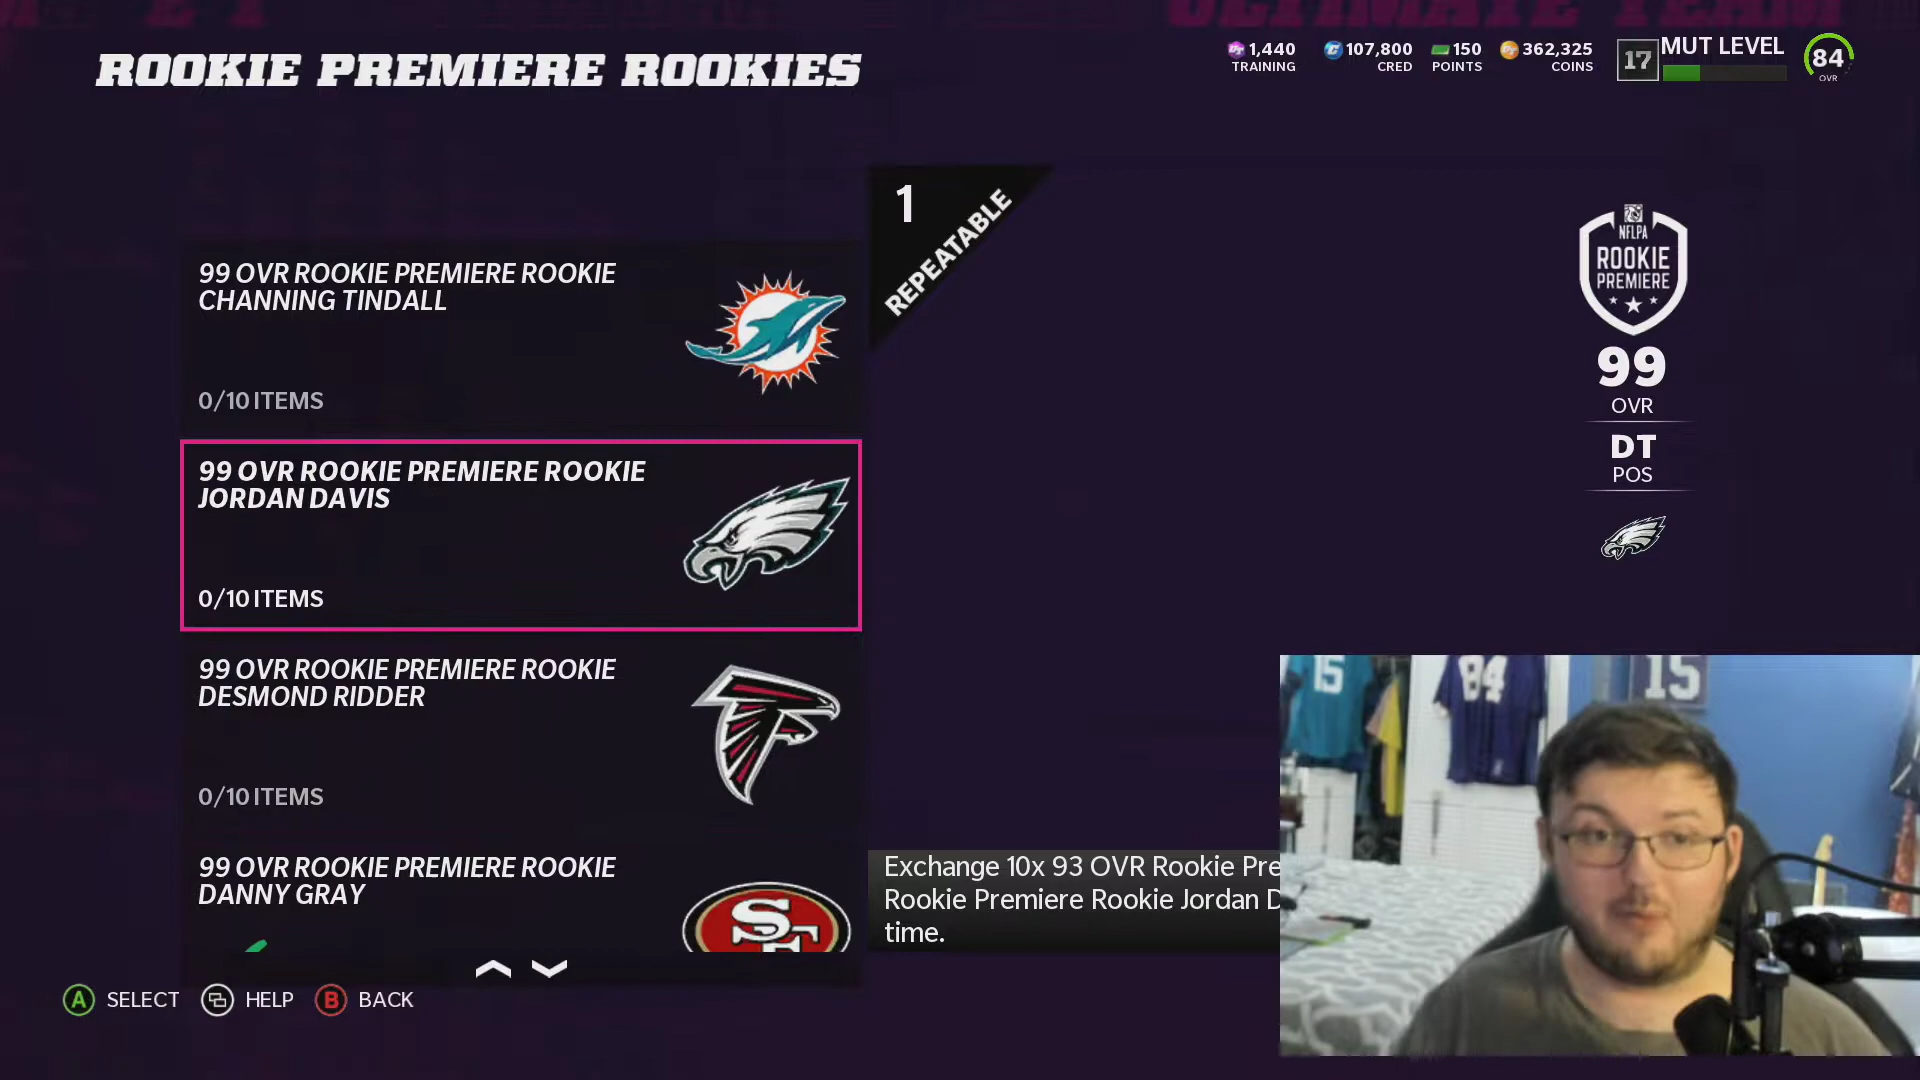 ULTIMATE TEAM
ROOKIE PREMIERE ROOKIES
1,440
TRAINING
107,800
CRED
150
POINTS
362,325
COINS
17
MUT LEVEL
84
OVR
99 OVR ROOKIE PREMIERE ROOKIE
CHANNING TINDALL
0/10 ITEMS
99 OVR ROOKIE PREMIERE ROOKIE
JORDAN DAVIS
0/10 ITEMS
99 OVR ROOKIE PREMIERE ROOKIE
DESMOND RIDDER
0/10 ITEMS
99 OVR ROOKIE PREMIERE ROOKIE
DANNY GRAY
SF
1
REPEATABLE
NFLPA
ROOKIE
PREMIERE
99
OVR
DT
POS
Exchange 10x 93 OVR Rookie Pre
Rookie Premiere Rookie Jordan D
time.
15
84
15
A SELECT
HELP
B BACK